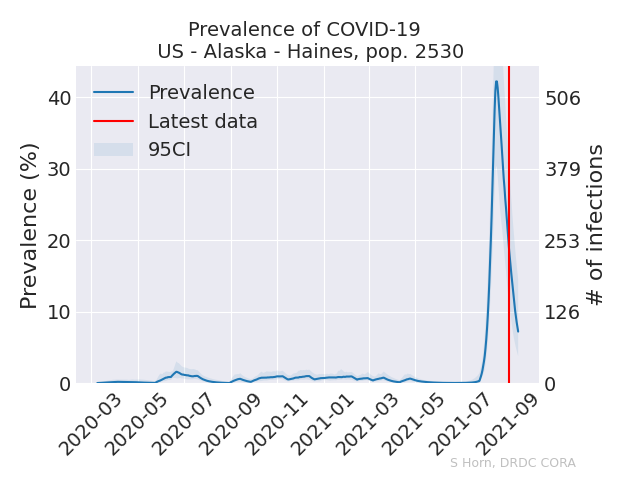 Prevalence of COVID-19
US - Alaska - Haines, pop. 2530
Prevalence
Latest data
95CI
Prevalence (%)
40
30
20
10
0
# of infections
506
379
253
126
0
2020-03
2020-05
2020-07
2020-09
2020-11
2021-01
2021-03
2021-05
2021-07
2021-09
S Horn, DRDC CORA